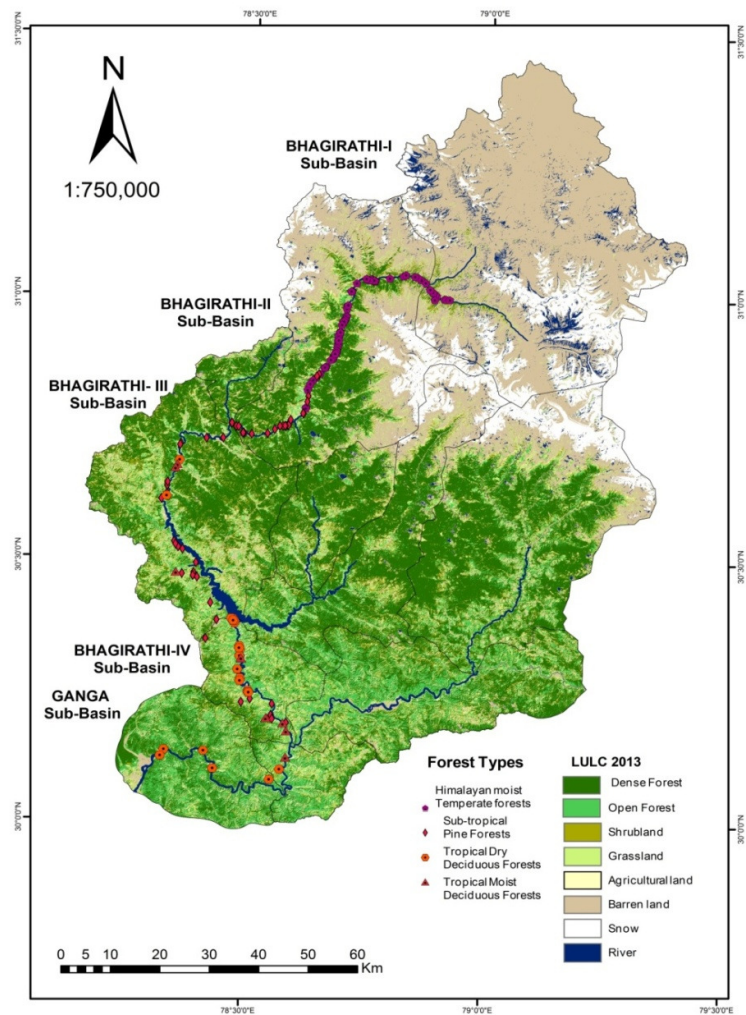 78°30'0"E
79°0'0"E
31°30'0"N
31°30'0"N
N
1:750,000
BHAGIRATHI-I
Sub-Basin
31°0'0"N
31°0'0"N
BHAGIRATHI-II
Sub-Basin
BHAGIRATHI- III
Sub-Basin
30°30'0"N
30°30'0"N
BHAGIRATHI-IV
Sub-Basin
GANGA
Sub-Basin
30°0'0"N
30°0'0"N
Forest Types
Himalayan moist
Temperate forests
Sub-tropical
Pine Forests
Tropical Dry
Deciduous Forests
Tropical Moist
Deciduous Forests
LULC 2013
Dense Forest
Open Forest
Shrubland
Grassland
Agricultural land
Barren land
Snow
River
0 5 10 20 30 40 50 60
Km
78°30'0"E
79°0'0"E
79°30'0"E